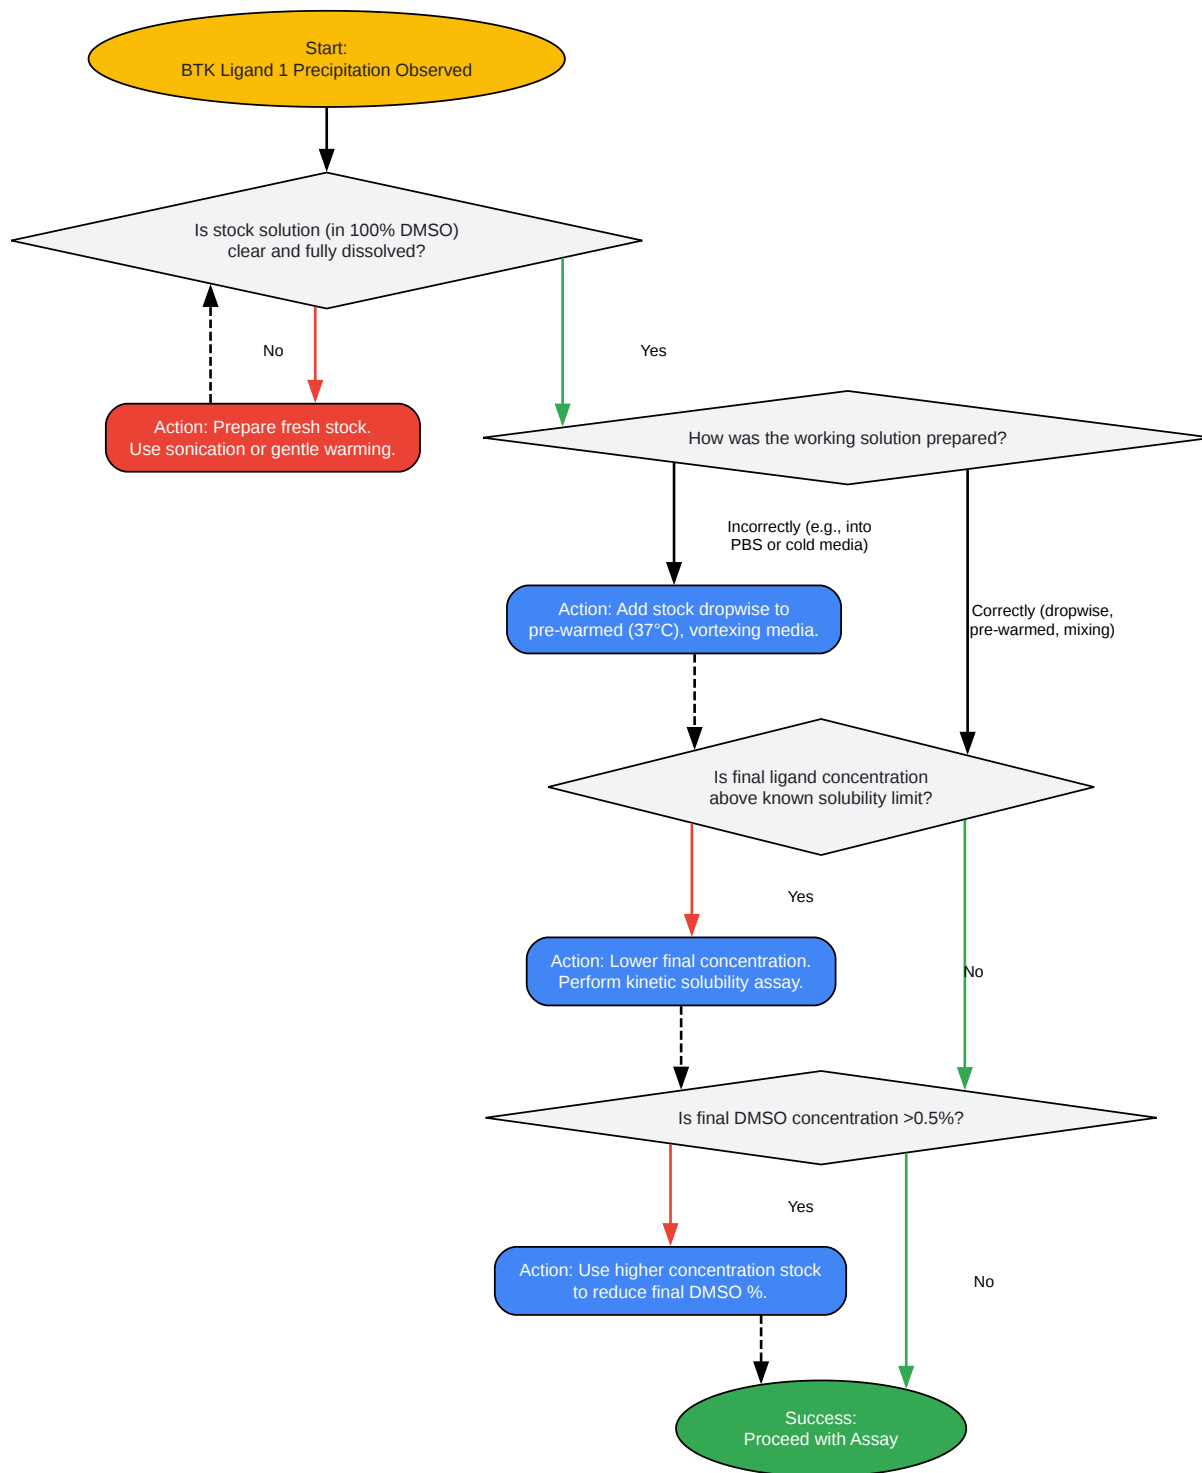 Start:
BTK Ligand 1 Precipitation Observed
Is stock solution (in 100% DMSO)
clear and fully dissolved?
No
Yes
Action: Prepare fresh stock.
Use sonication or gentle warming.
How was the working solution prepared?
Incorrectly (e.g., into
PBS or cold media)
Correctly (dropwise,
pre-warmed, mixing)
Action: Add stock dropwise to
pre-warmed (37°C), vortexing media.
Is final ligand concentration
above known solubility limit?
Yes
No
Action: Lower final concentration.
Perform kinetic solubility assay.
Is final DMSO concentration >0.5%?
Yes
No
Action: Use higher concentration stock
to reduce final DMSO %.
Success:
Proceed with Assay